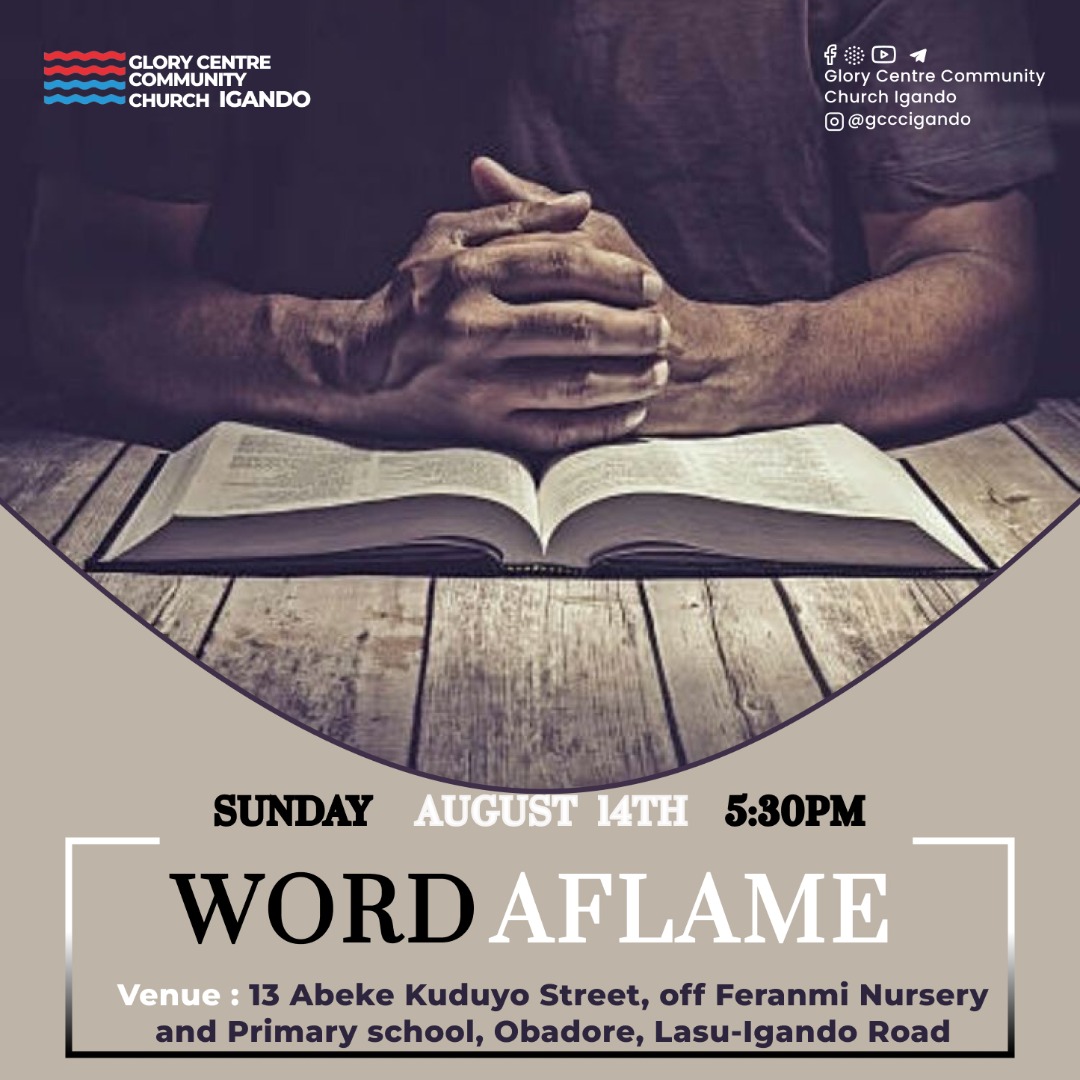 GLORY CENTRE
COMMUNITY
CHURCH IGANDO
Glory Centre Community
Church Igando
@gcccigando
SUNDAY AUGUST 14TH 5:30PM
WORD AFLAME
Venue : 13 Abeke Kuduyo Street, off Feranmi Nursery
and Primary school, Obadore, Lasu-Igando Road